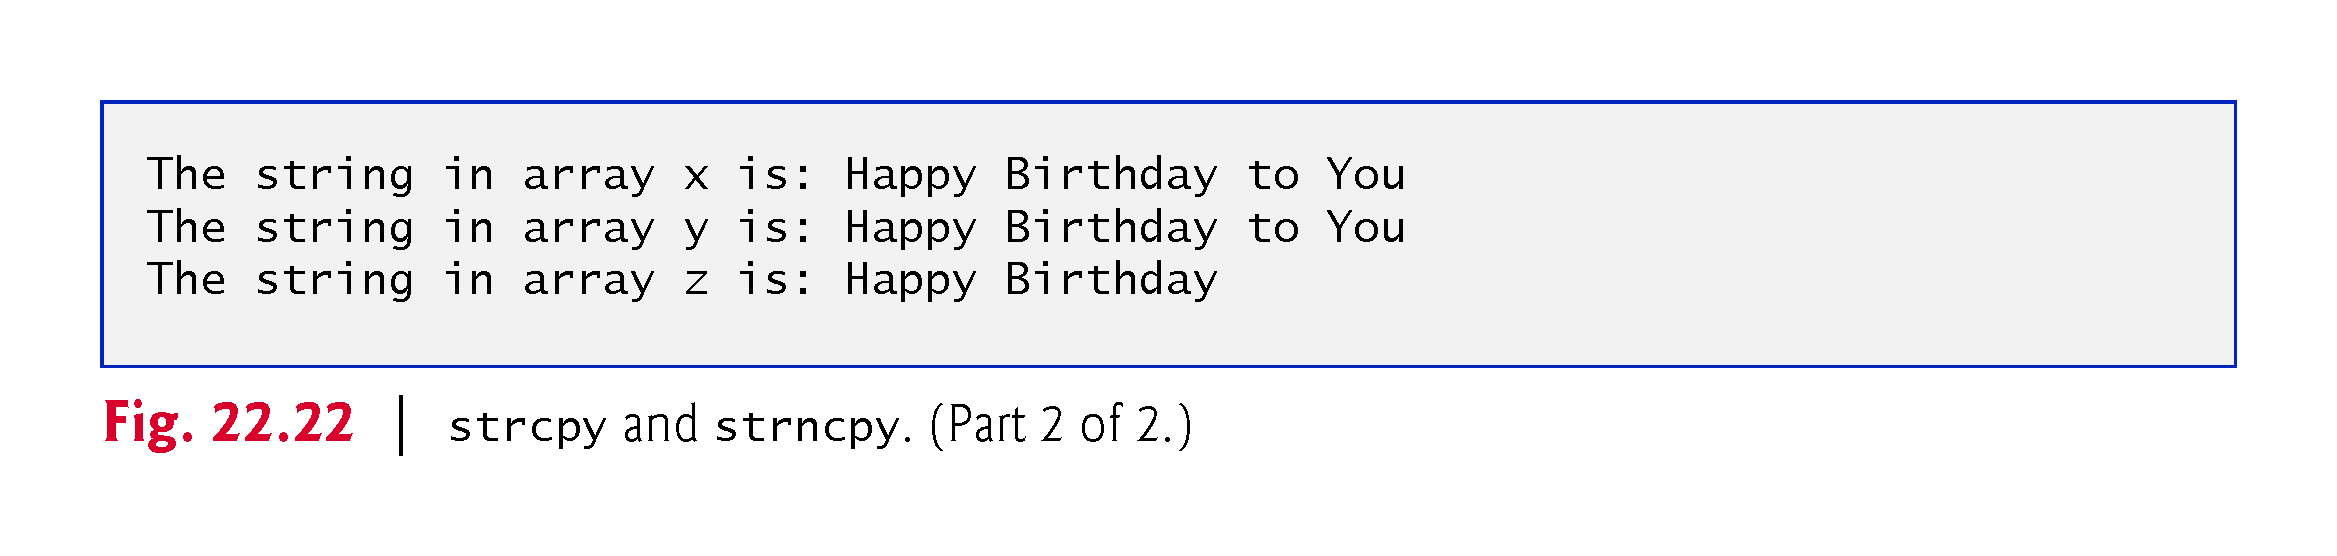 The string in array x is: Happy Birthday to You
The string in array y is: Happy Birthday to You
The string in array z is: Happy Birthday
Fig. 22.22 | strcpy and strncpy. (Part 2 of 2.)